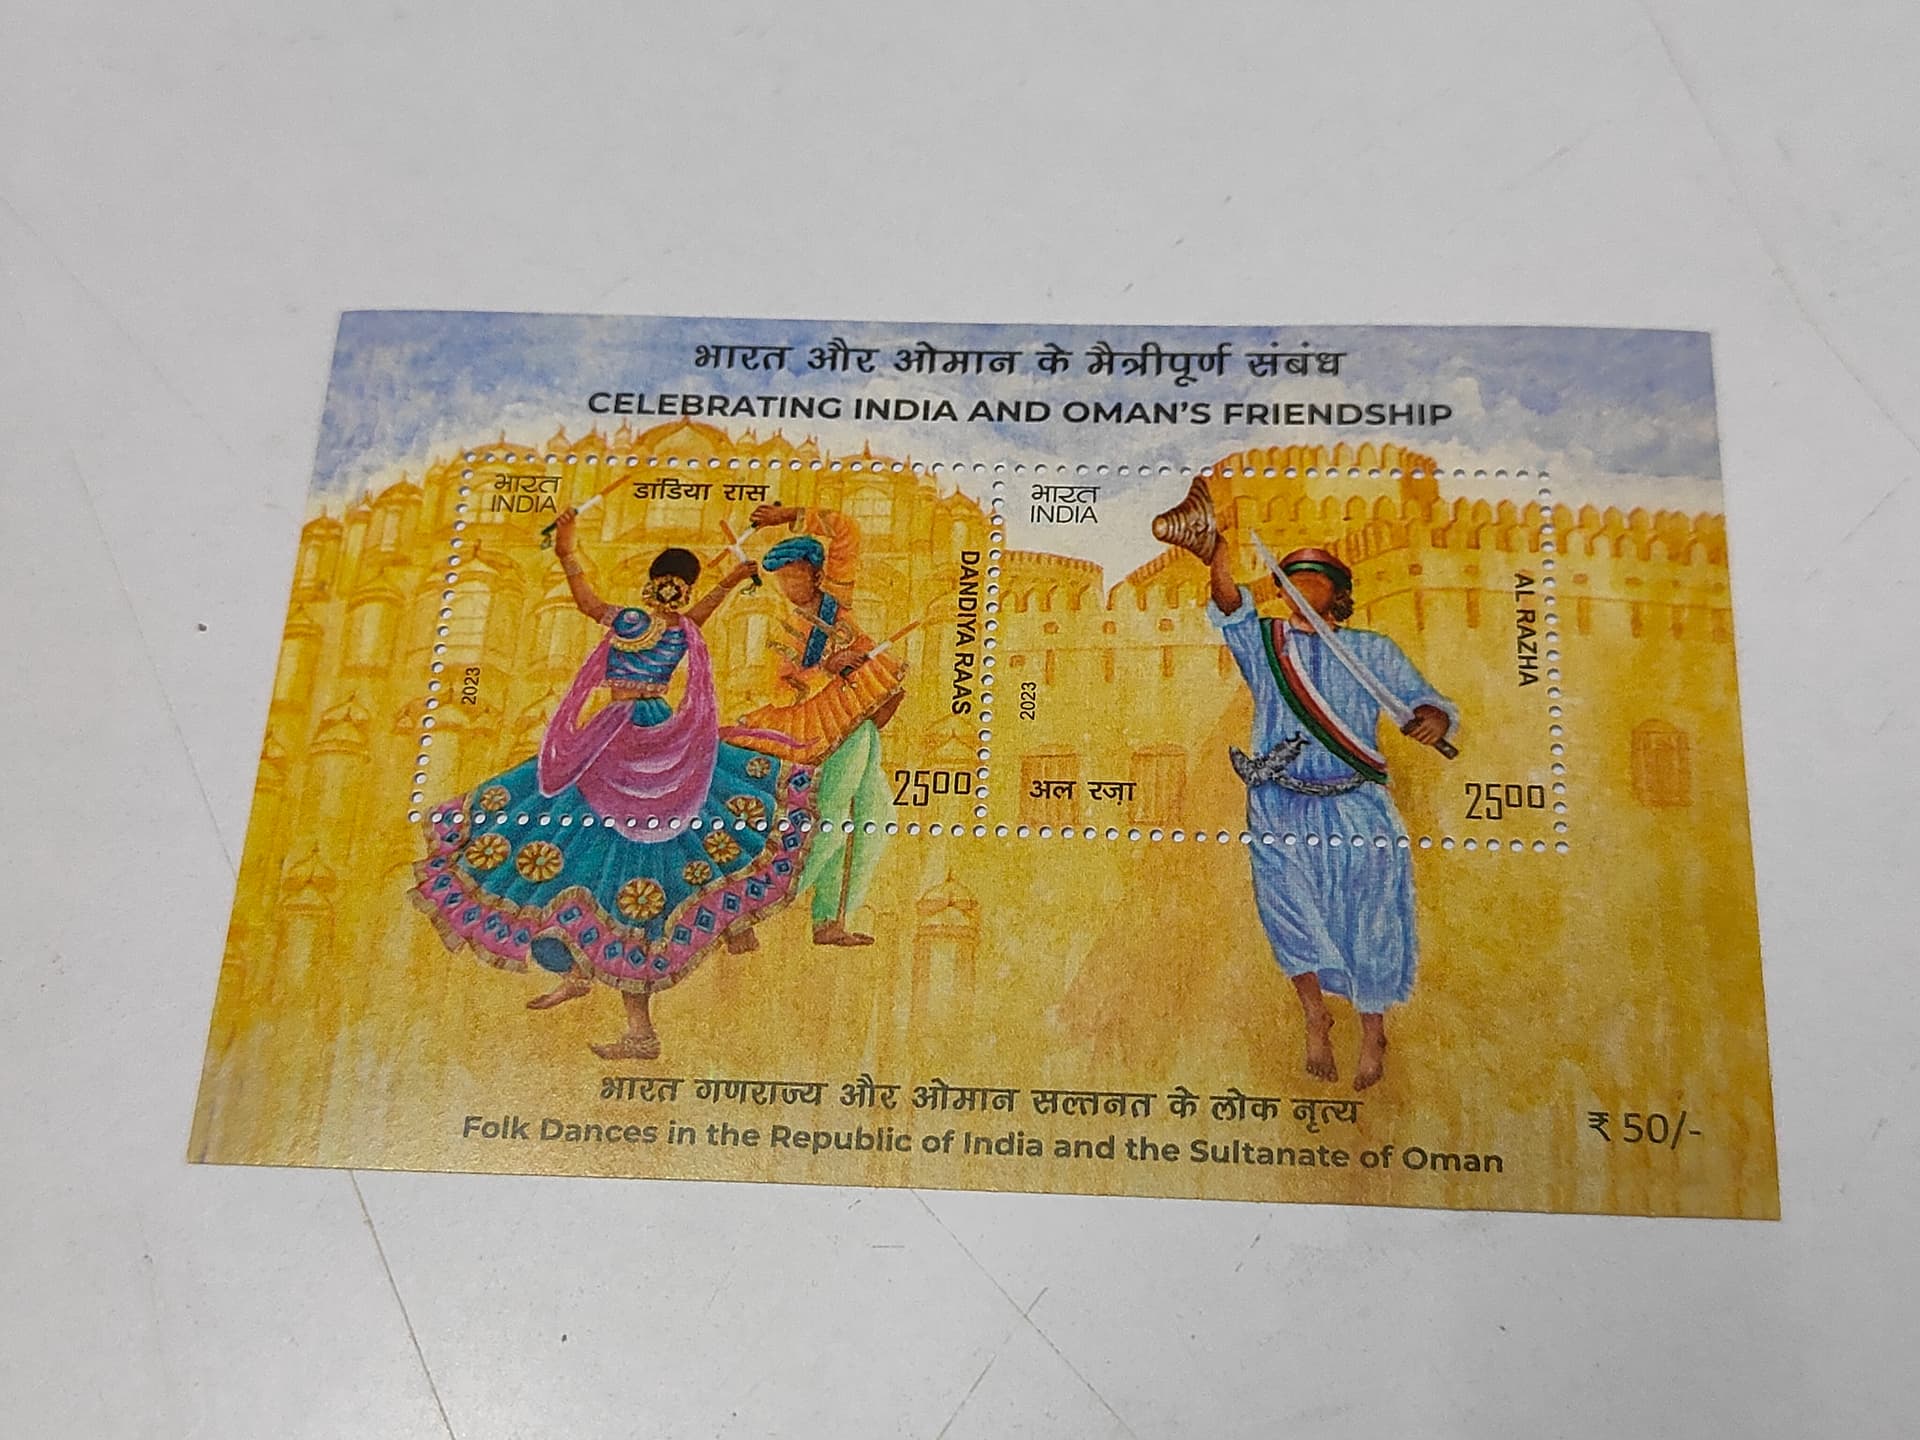 भारत और ओमान के मैत्रीपूर्ण संबंध
CELEBRATING INDIA AND OMAN'S FRIENDSHIP
भारत
INDIA
डांडिया रास
DANDIYA RAAS
2023
2500
भारत
INDIA
AL RAZHA
2023
अल रज़ा
2500
भारत गणराज्य और ओमान सल्तनत के लोक नृत्य
Folk Dances in the Republic of India and the Sultanate of Oman
₹ 50/-